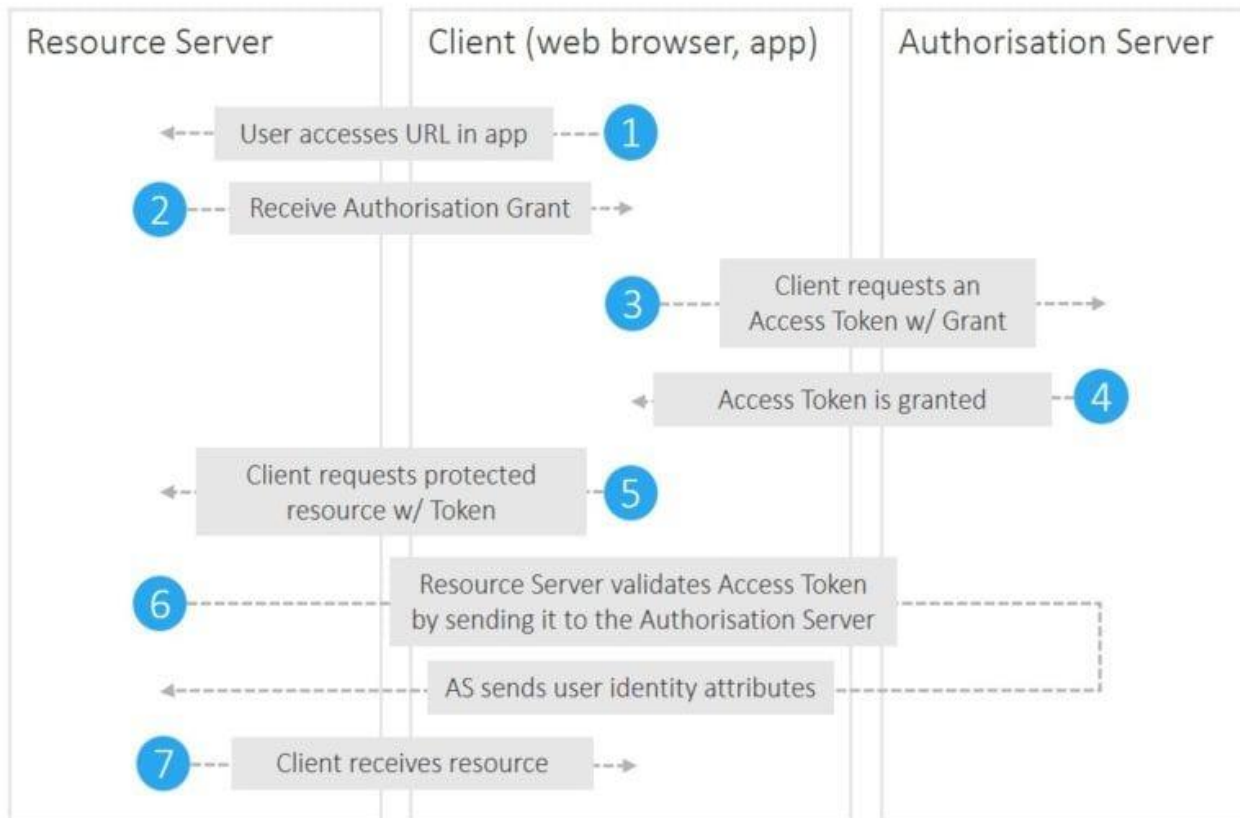 Resource Server
Client (web browser, app)
Authorisation Server
User accesses URL in app
1
2
Receive Authorisation Grant
3
Client requests an
Access Token w/ Grant
Access Token is granted
4
Client requests protected
resource w/ Token
5
6
Resource Server validates Access Token
by sending it to the Authorisation Server
AS sends user identity attributes
7
Client receives resource